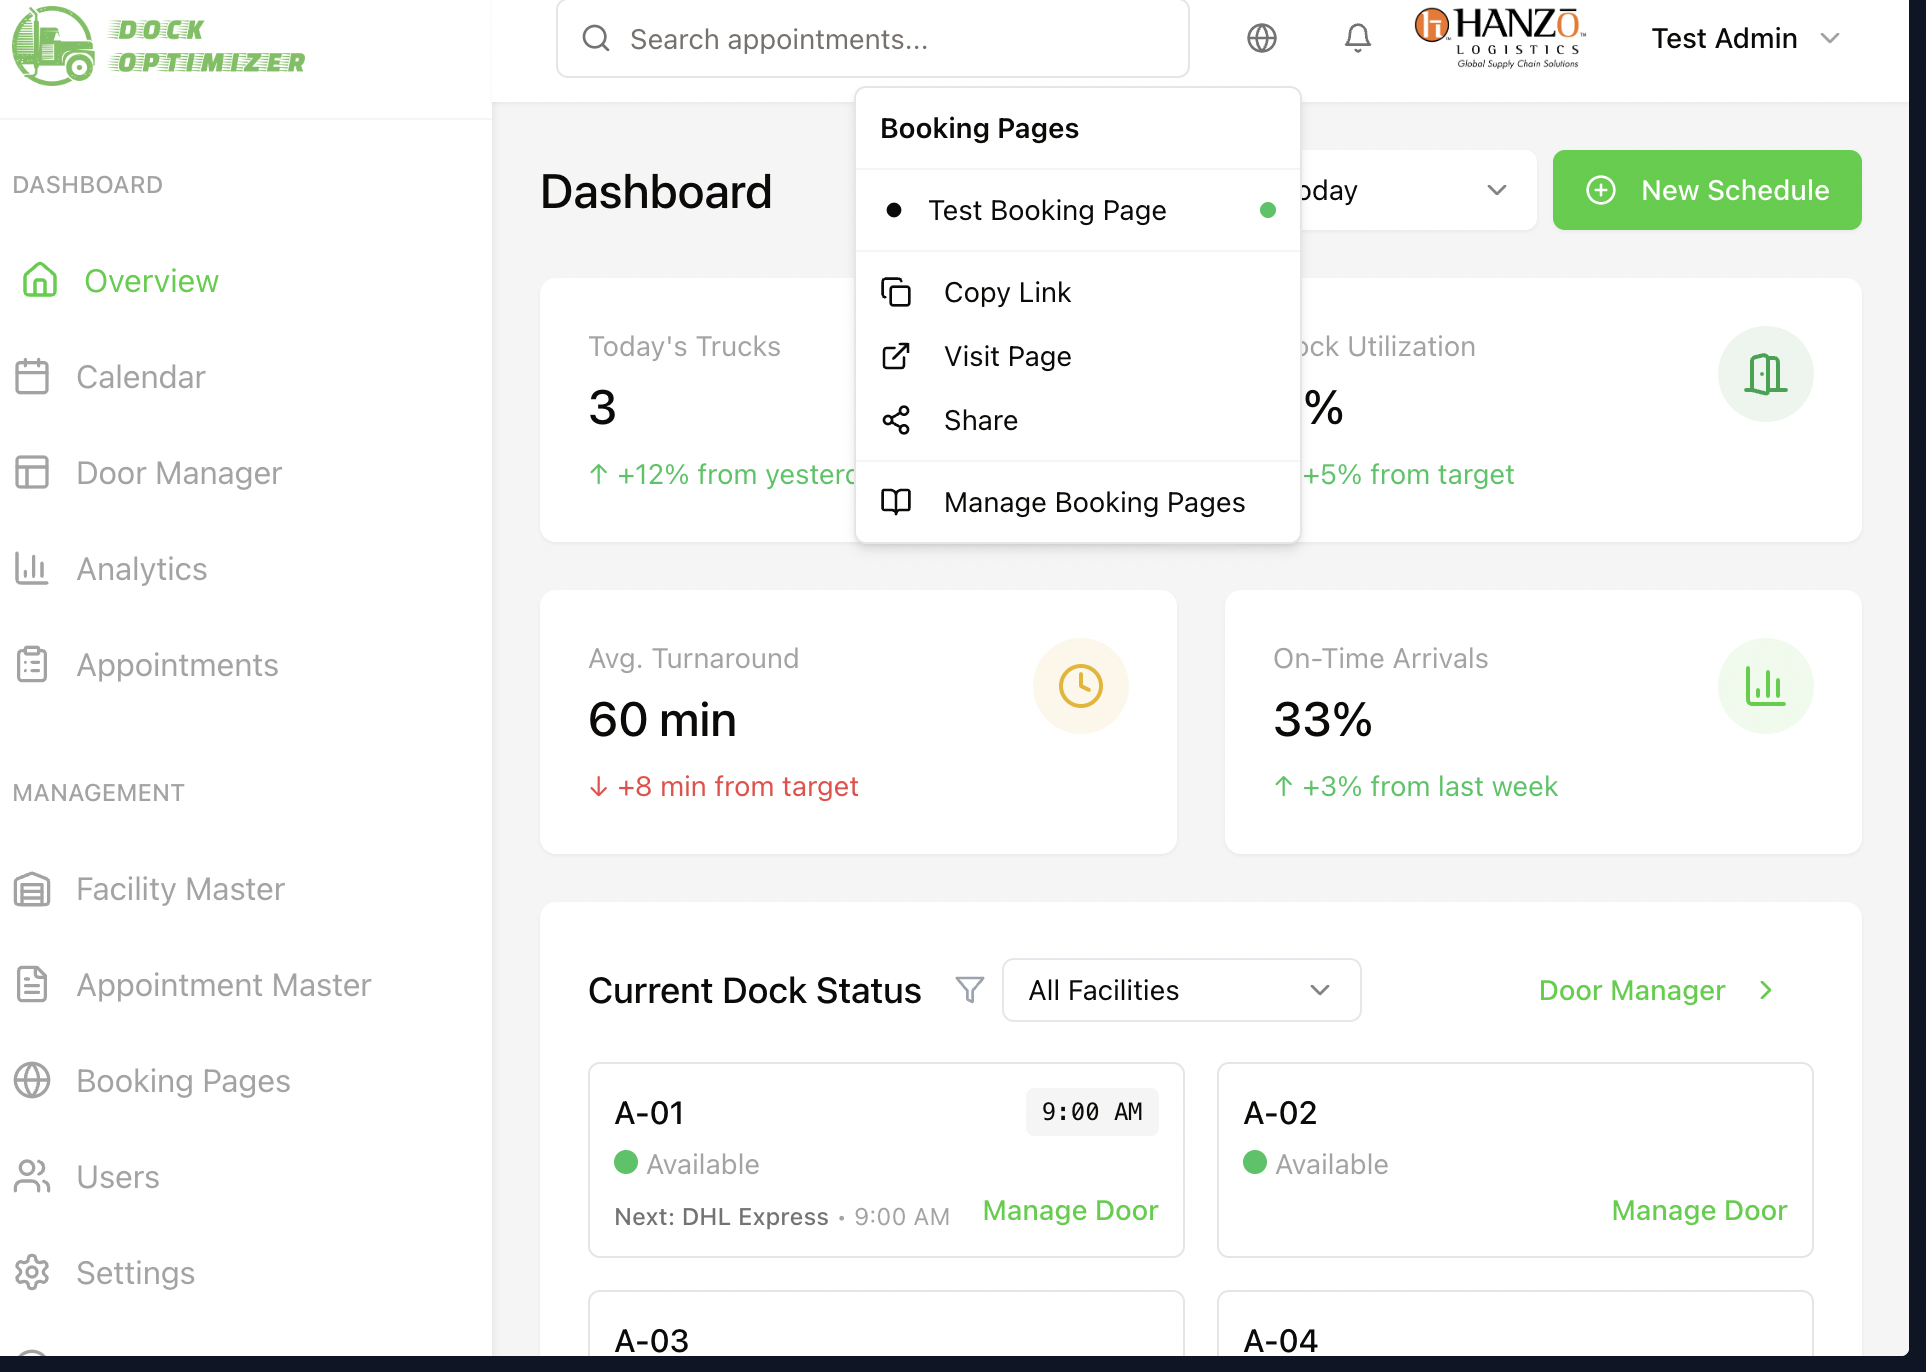 DOCK
OPTIMIZER
Search appointments...
HANZŌ
LOGISTICS
Global Supply Chain Solutions
Test Admin
DASHBOARD
Overview
Calendar
Door Manager
Analytics
Appointments
MANAGEMENT
Facility Master
Appointment Master
Booking Pages
Users
Settings
Dashboard
oday
New Schedule
Booking Pages
Test Booking Page
Copy Link
Visit Page
Share
Manage Booking Pages
Today's Trucks
3
↑ +12% from yester
ock Utilization
%
+5% from target
Avg. Turnaround
60 min
↓ +8 min from target
On-Time Arrivals
33%
↑ +3% from last week
Current Dock Status
All Facilities
Door Manager
A-01
9:00 AM
Available
Next: DHL Express • 9:00 AM
Manage Door
A-02
Available
Manage Door
A-03
A-04